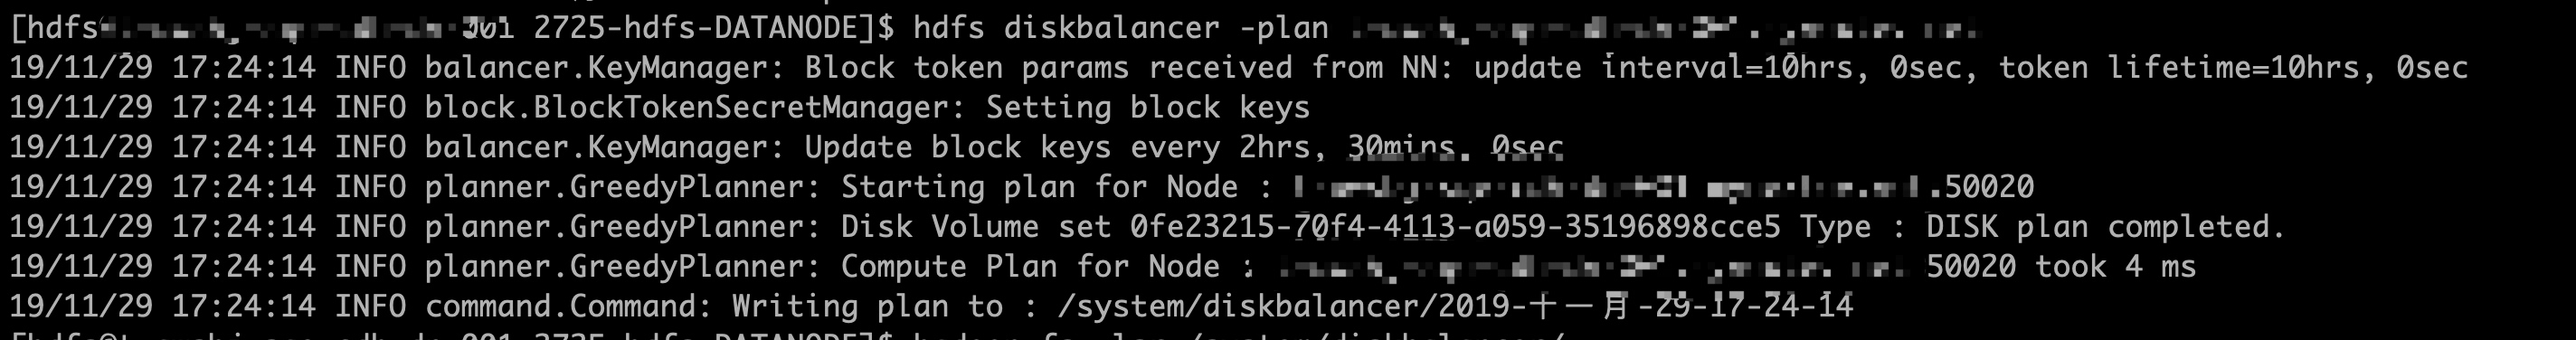 [hdfs 001 2725-hdfs-DATANODE]$ hdfs diskbalancer -plan
19/11/29 17:24:14 INFO balancer.KeyManager: Block token params received from NN: update interval=10hrs, 0sec, token lifetime=10hrs, 0sec
19/11/29 17:24:14 INFO block.BlockTokenSecretManager: Setting block keys
19/11/29 17:24:14 INFO balancer.KeyManager: Update block keys every 2hrs, 30mins, 0sec
19/11/29 17:24:14 INFO planner.GreedyPlanner: Starting plan for Node : .50020
19/11/29 17:24:14 INFO planner.GreedyPlanner: Disk Volume set 0fe23215-70f4-4113-a059-35196898cce5 Type : DISK plan completed.
19/11/29 17:24:14 INFO planner.GreedyPlanner: Compute Plan for Node : 50020 took 4 ms
19/11/29 17:24:14 INFO command.Command: Writing plan to : /system/diskbalancer/2019-十一月-29-17-24-14